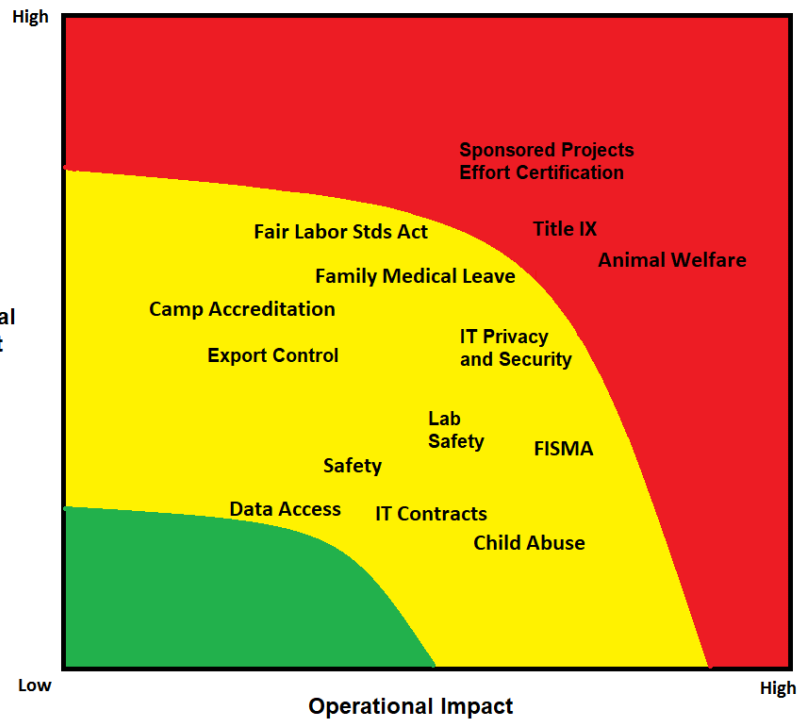 High
Sponsored Projects
Effort Certification
Fair Labor Stds Act
Title IX
Animal Welfare
Family Medical Leave
Camp Accreditation
IT Privacy
and Security
Export Control
Lab
Safety
FISMA
Safety
Data Access
IT Contracts
Child Abuse
Low
High
Operational Impact